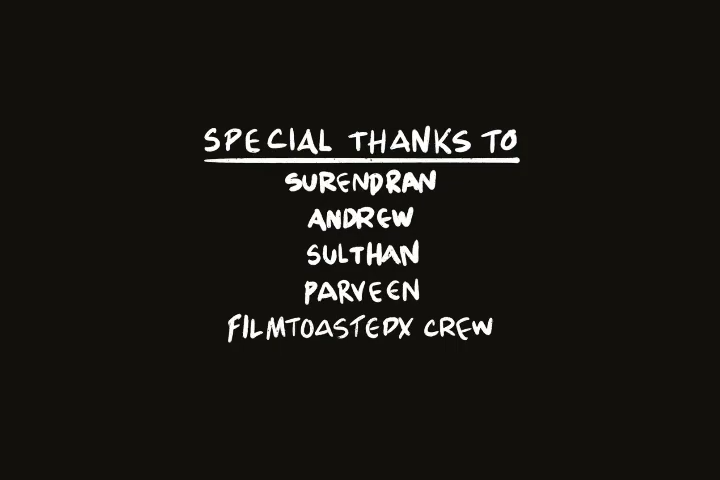 SPECIAL THANKS TO
SURENDRAN
ANDREW
SULTHAN
PARVEEN
FILMTOASTEDX CREW